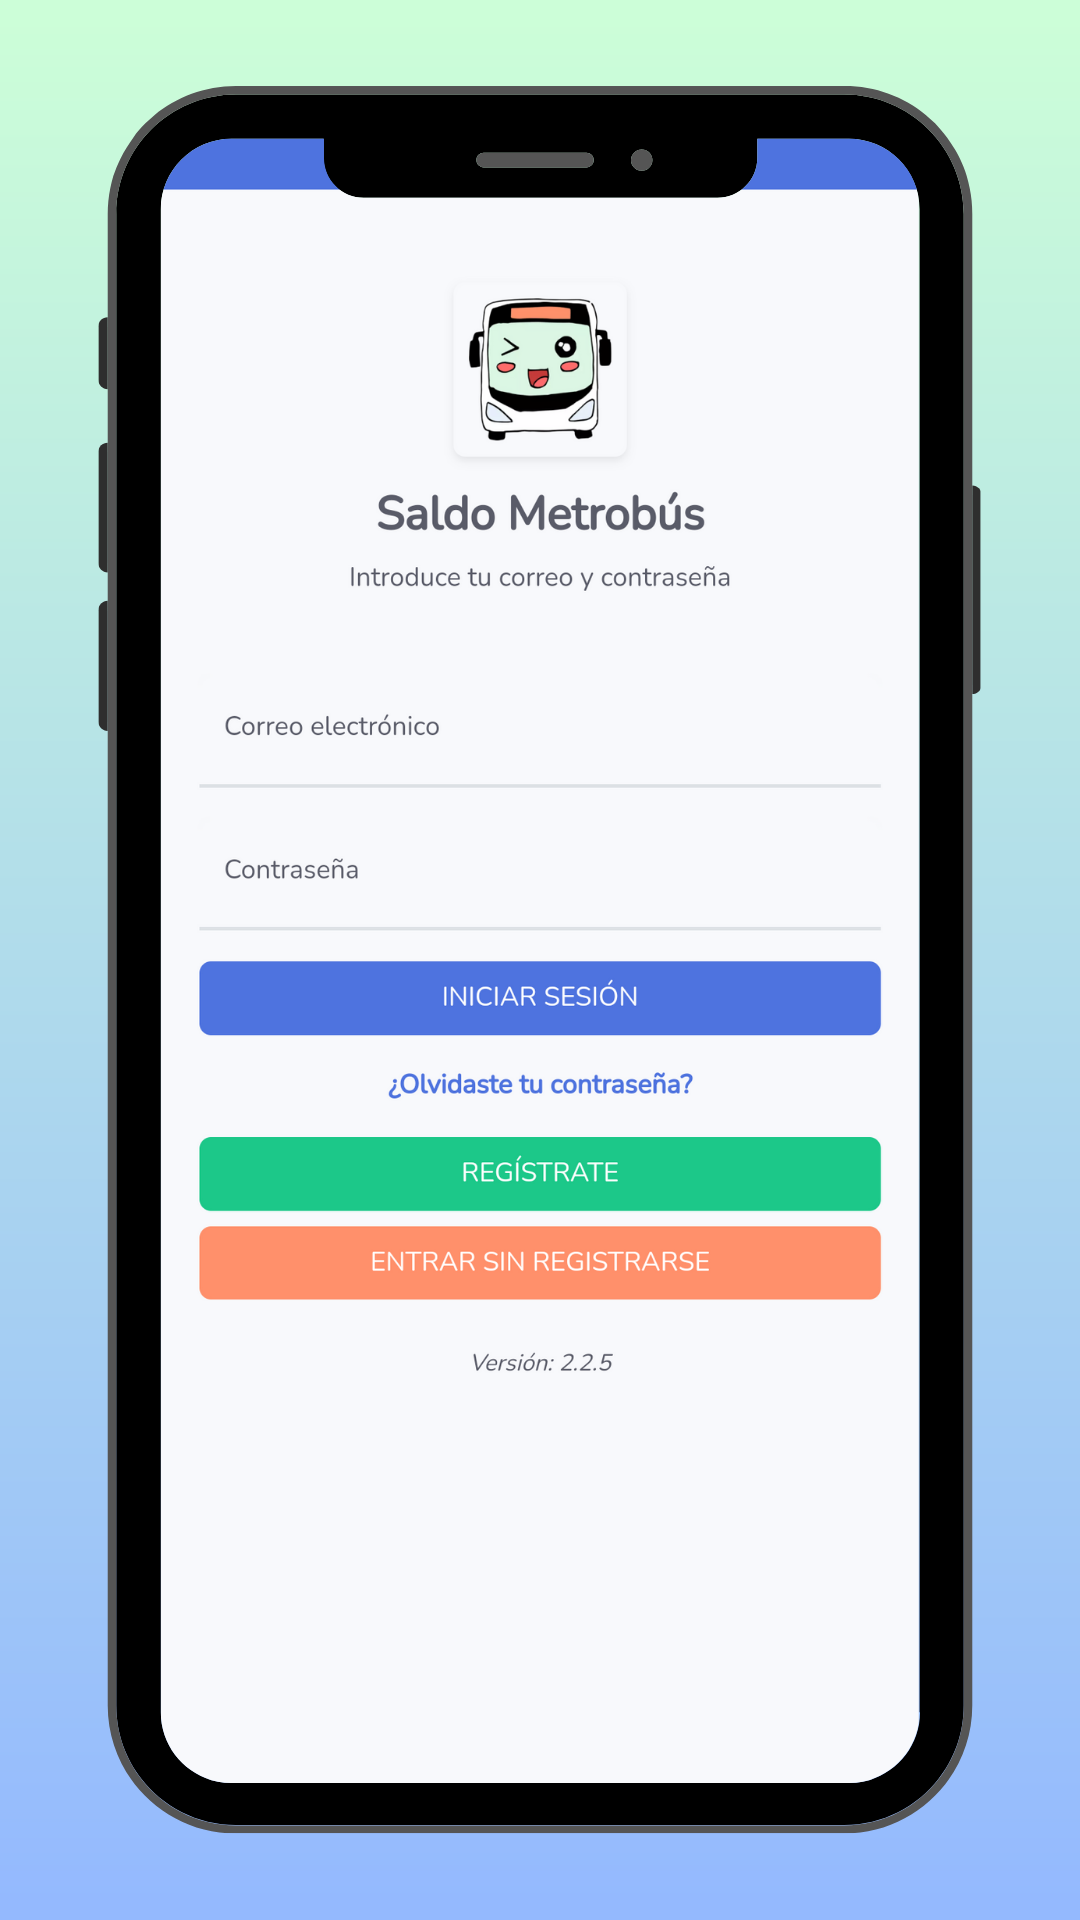 Saldo Metrobús
Introduce tu correo y contraseña
Correo electrónico
Contraseña
INICIAR SESIÓN
¿Olvidaste tu contraseña?
REGÍSTRATE
ENTRAR SIN REGISTRARSE
Versión: 2.2.5